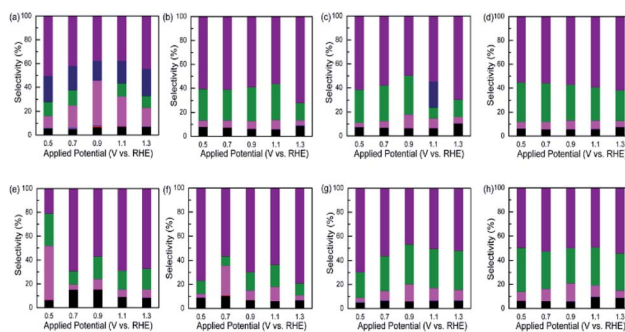 (a) (b) (c) (d)
Selectivity (%) Selectivity (%) Selectivity (%) Selectivity (%)
100 100 100 100
80 80 80 80
60 60 60 60
40 40 40 40
20 20 20 20
0 0 0 0
0.5 0.7 0.9 1.1 1.3 0.5 0.7 0.9 1.1 1.3 0.5 0.7 0.9 1.1 1.3 0.5 0.7 0.9 1.1 1.3
Applied Potential (V vs. RHE) Applied Potential (V vs. RHE) Applied Potential (V vs. RHE) Applied Potential (V vs. RHE)
(e) (f) (g) (h)
Selectivity (%) Selectivity (%) Selectivity (%) Selectivity (%)
100 100 100 100
80 80 80 80
60 60 60 60
40 40 40 40
20 20 20 20
0 0 0 0
0.5 0.7 0.9 1.1 1.3 0.5 0.7 0.9 1.1 1.3 0.5 0.7 0.9 1.1 1.3 0.5 0.7 0.9 1.1 1.3
Applied Potential (V vs. RHE) Applied Potential (V vs. RHE) Applied Potential (V vs. RHE) Applied Potential (V vs. RHE)